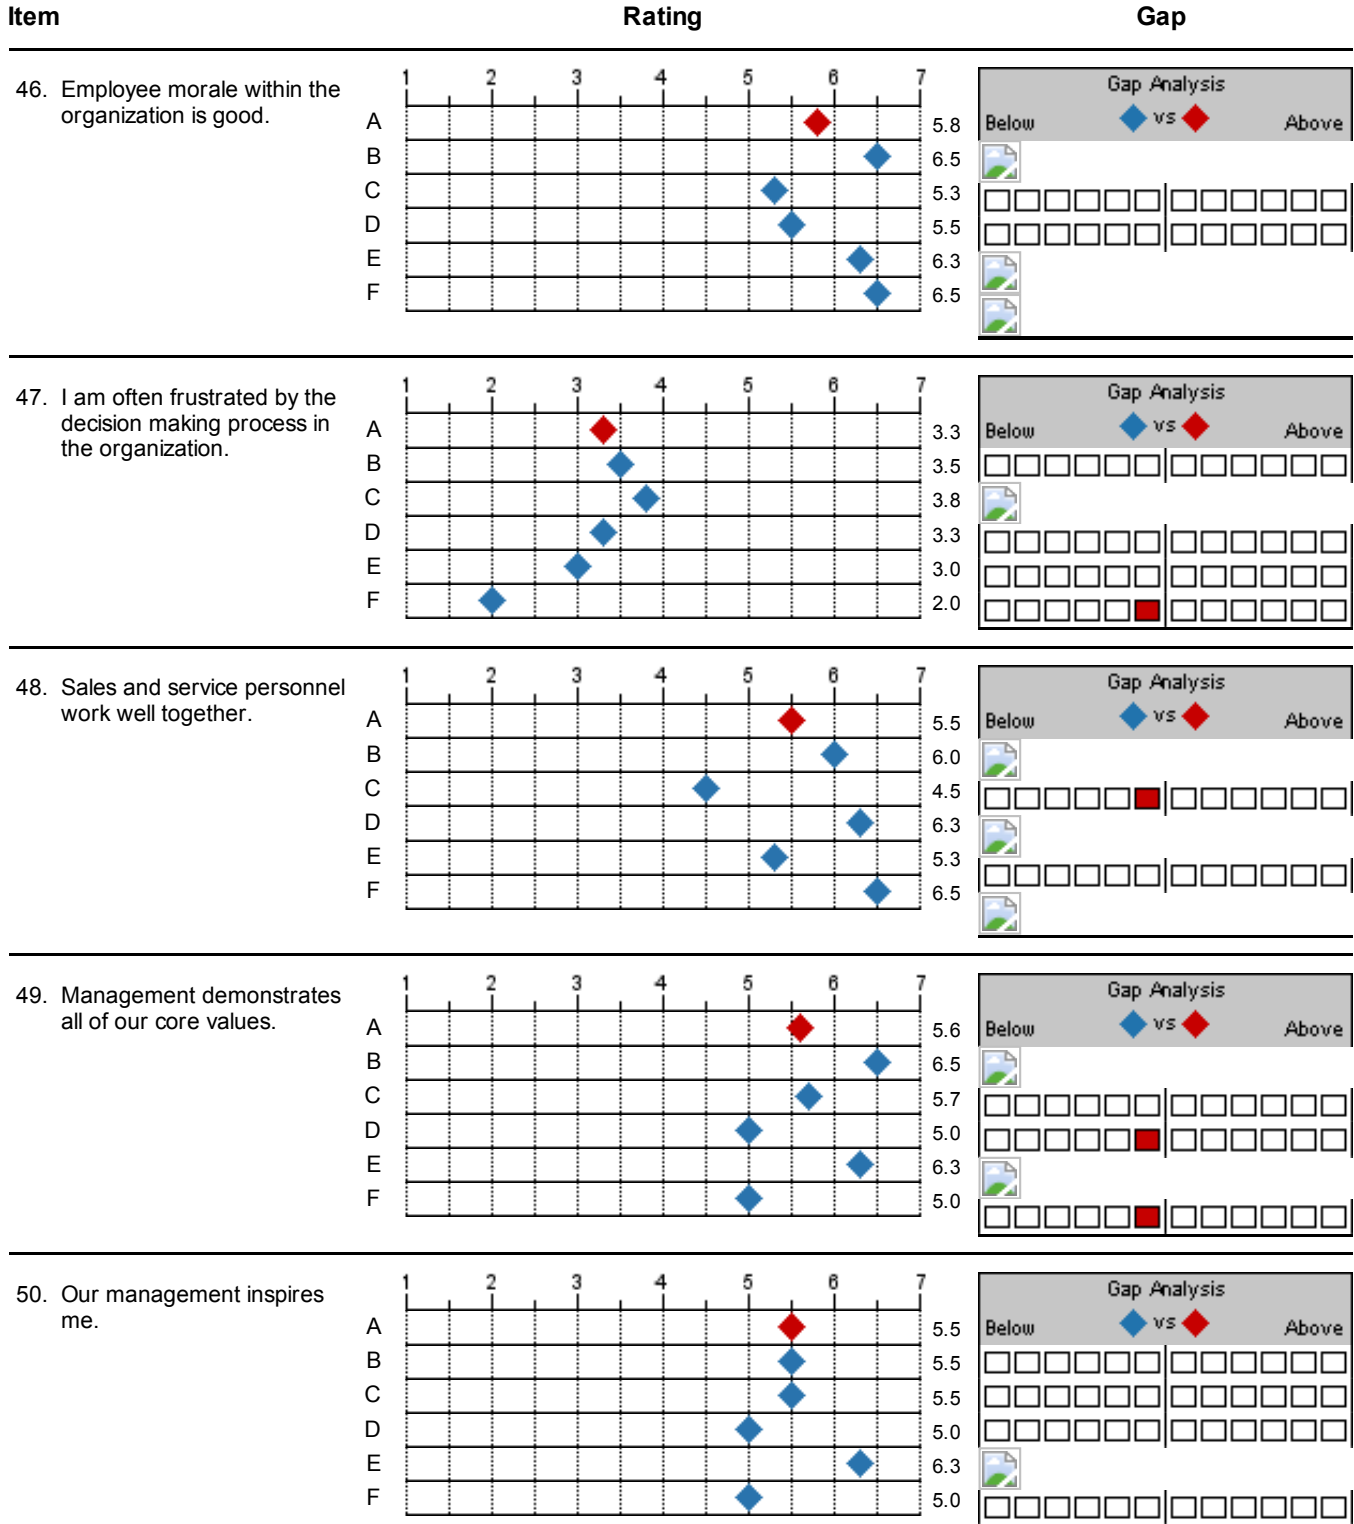 Item Rating Gap
46. Employee morale within the
organization is good.
1 2 3 4 5 6 7
A 5.8
B 6.5
C 5.3
D 5.5
E 6.3
F 6.5
Gap Analysis
Below vs Above
47. I am often frustrated by the
decision making process in
the organization.
1 2 3 4 5 6 7
A 3.3
B 3.5
C 3.8
D 3.3
E 3.0
F 2.0
Gap Analysis
Below vs Above
48. Sales and service personnel
work well together.
1 2 3 4 5 6 7
A 5.5
B 6.0
C 4.5
D 6.3
E 5.3
F 6.5
Gap Analysis
Below vs Above
49. Management demonstrates
all of our core values.
1 2 3 4 5 6 7
A 5.6
B 6.5
C 5.7
D 5.0
E 6.3
F 5.0
Gap Analysis
Below vs Above
50. Our management inspires
me.
1 2 3 4 5 6 7
A 5.5
B 5.5
C 5.5
D 5.0
E 6.3
F 5.0
Gap Analysis
Below vs Above